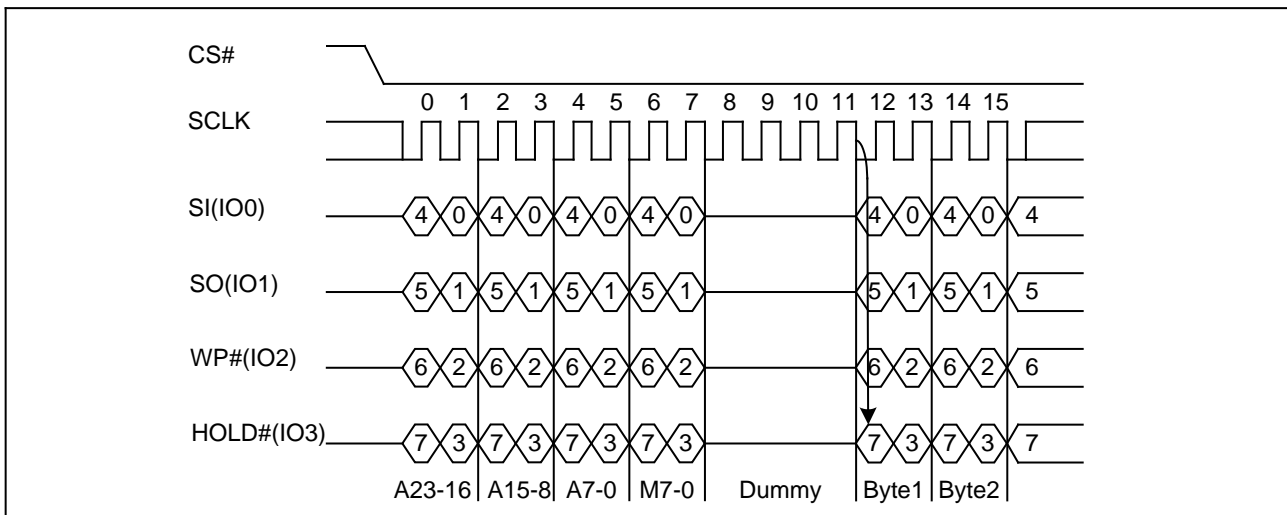 CS#
0 1 2 3 4 5 6 7 8 9 10 11 12 13 14 15
SCLK
SI(IO0) 4 0 4 0 4 0 4 0 4 0 4 0 4
SO(IO1) 5 1 5 1 5 1 5 1 5 1 5 1 5
WP#(IO2) 6 2 6 2 6 2 6 2 6 2 6 2 6
HOLD#(IO3) 7 3 7 3 7 3 7 3 7 3 7 3 7
A23-16 A15-8 A7-0 M7-0 Dummy Byte1 Byte2